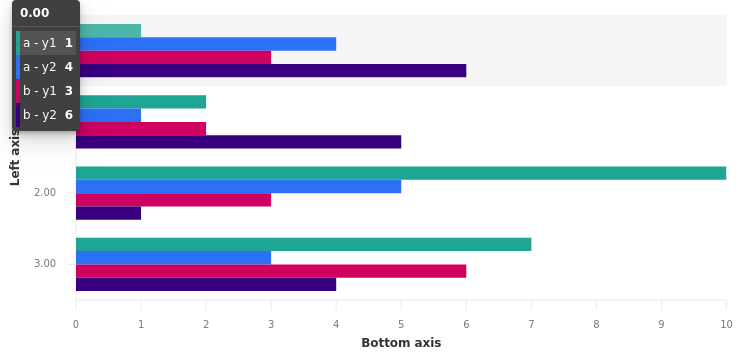 0.00
a - y1 1
a - y2 4
b - y1 3
b - y2 6
Left axis
2.00
3.00
0 1 2 3 4 5 6 7 8 9 10
Bottom axis